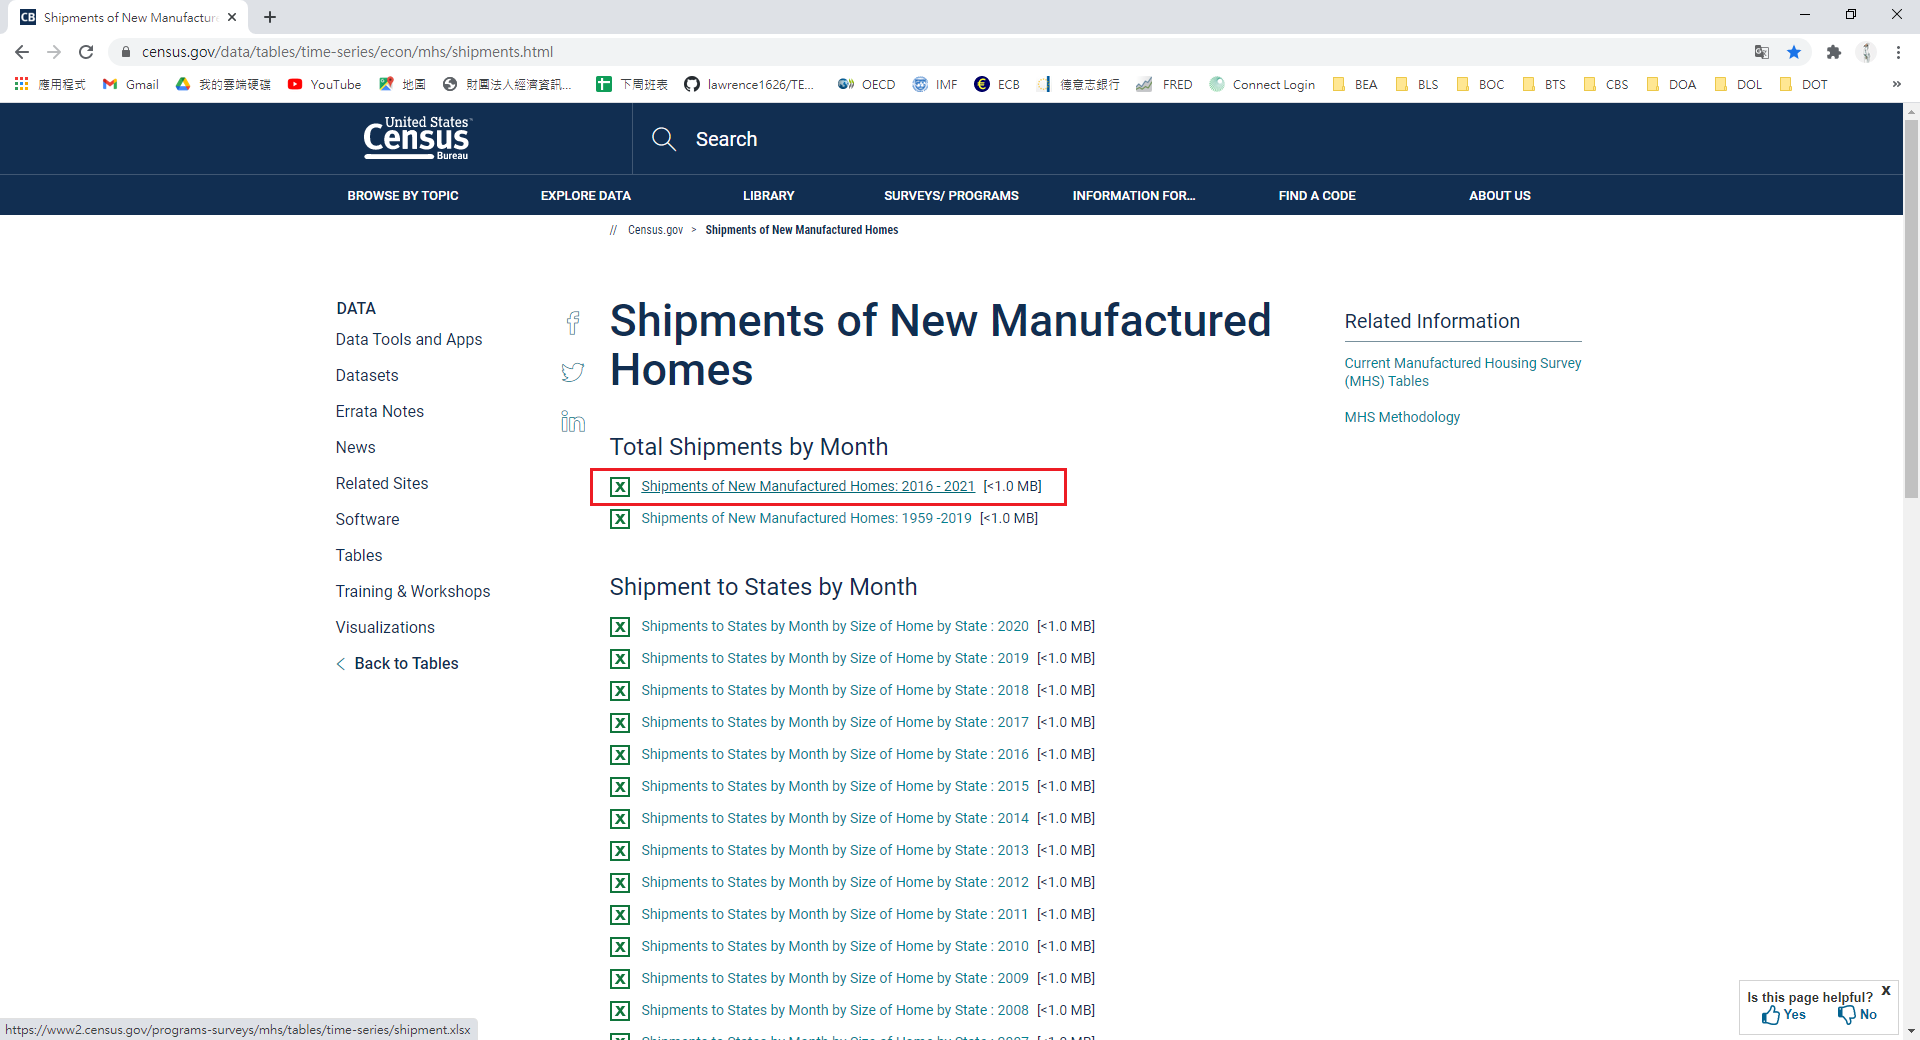 CB Shipments of New Manufactur
census.gov/data/tables/time-series/econ/mhs/shipments.html
應用程式 Gmail 我的雲端硬碟 YouTube 地圖 財團法人經濟資訊... 下周班表 lawrence1626/TE... OECD IMF ECB 德意志銀行 FRED Connect Login BEA BLS BOC BTS CBS DOA DOL DOT »
United States
Census
Bureau
Search
BROWSE BY TOPIC EXPLORE DATA LIBRARY SURVEYS/ PROGRAMS INFORMATION FOR... FIND A CODE ABOUT US
// Census.gov > Shipments of New Manufactured Homes
DATA
Data Tools and Apps
Datasets
Errata Notes
News
Related Sites
Software
Tables
Training & Workshops
Visualizations
Back to Tables
Shipments of New Manufactured
Homes
Total Shipments by Month
Shipments of New Manufactured Homes: 2016 - 2021 [<1.0 MB]
Shipments of New Manufactured Homes: 1959 -2019 [<1.0 MB]
Shipment to States by Month
Shipments to States by Month by Size of Home by State : 2020 [<1.0 MB]
Shipments to States by Month by Size of Home by State : 2019 [<1.0 MB]
Shipments to States by Month by Size of Home by State : 2018 [<1.0 MB]
Shipments to States by Month by Size of Home by State : 2017 [<1.0 MB]
Shipments to States by Month by Size of Home by State : 2016 [<1.0 MB]
Shipments to States by Month by Size of Home by State : 2015 [<1.0 MB]
Shipments to States by Month by Size of Home by State : 2014 [<1.0 MB]
Shipments to States by Month by Size of Home by State : 2013 [<1.0 MB]
Shipments to States by Month by Size of Home by State : 2012 [<1.0 MB]
Shipments to States by Month by Size of Home by State : 2011 [<1.0 MB]
Shipments to States by Month by Size of Home by State : 2010 [<1.0 MB]
Shipments to States by Month by Size of Home by State : 2009 [<1.0 MB]
Shipments to States by Month by Size of Home by State : 2008 [<1.0 MB]
Related Information
Current Manufactured Housing Survey
(MHS) Tables
MHS Methodology
Is this page helpful? X
Yes No
https://www2.census.gov/programs-surveys/mhs/tables/time-series/shipment.xlsx